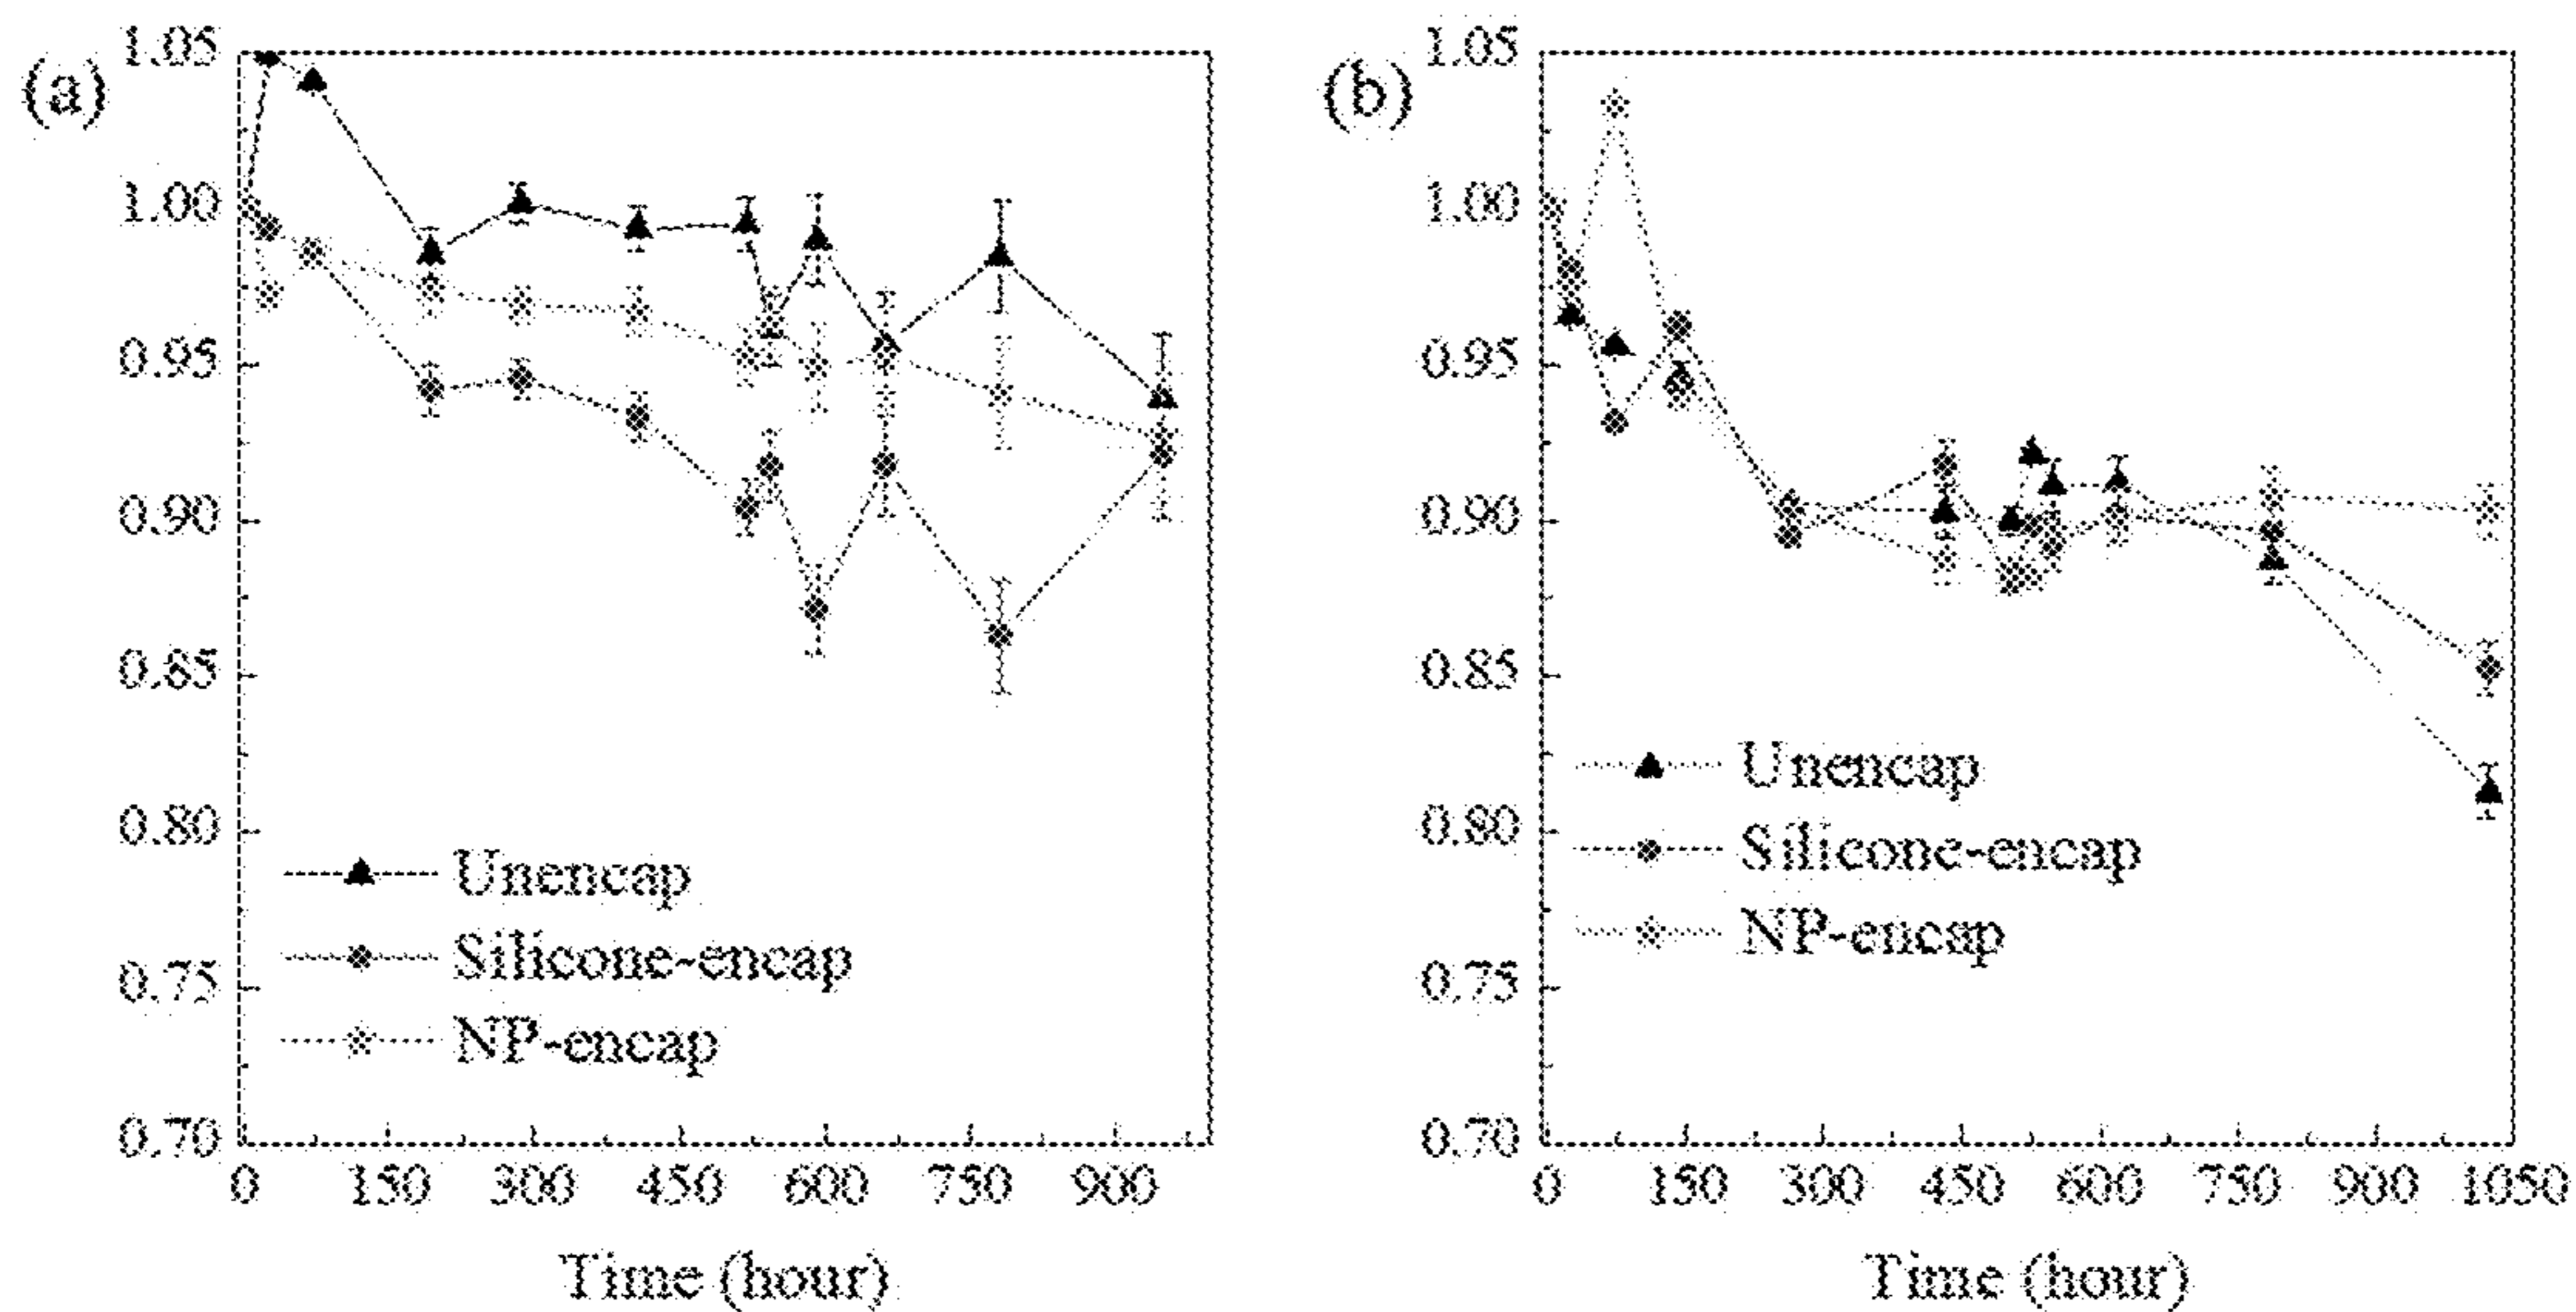 (a)
1.05
1.00
0.95
0.90
0.85
0.80
0.75
0.70
Unencap
Silicone-encap
NP-encap
0 150 300 450 600 750 900
Time (hour)
(b)
1.05
1.00
0.95
0.90
0.85
0.80
0.75
0.70
Unencap
Silicone-encap
NP-encap
0 150 300 450 600 750 900 1050
Time (hour)